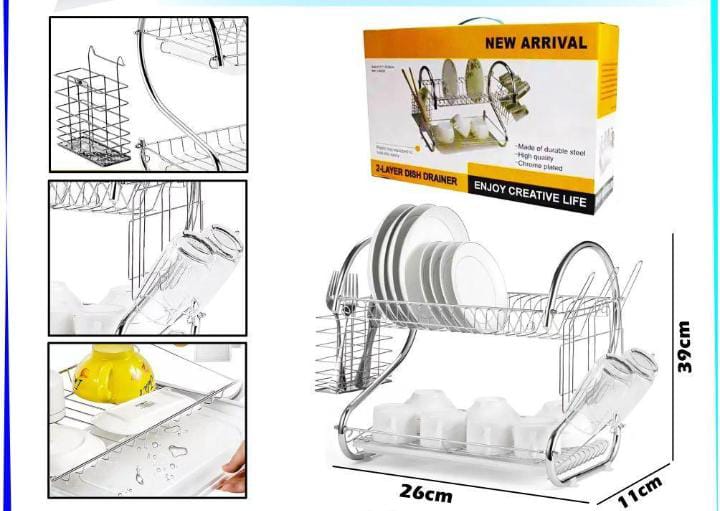 NEW ARRIVAL
-Made of durable steel
-High quality
-Chrome plated
2-LAYER DISH DRAINER
ENJOY CREATIVE LIFE
39cm
26cm
11cm